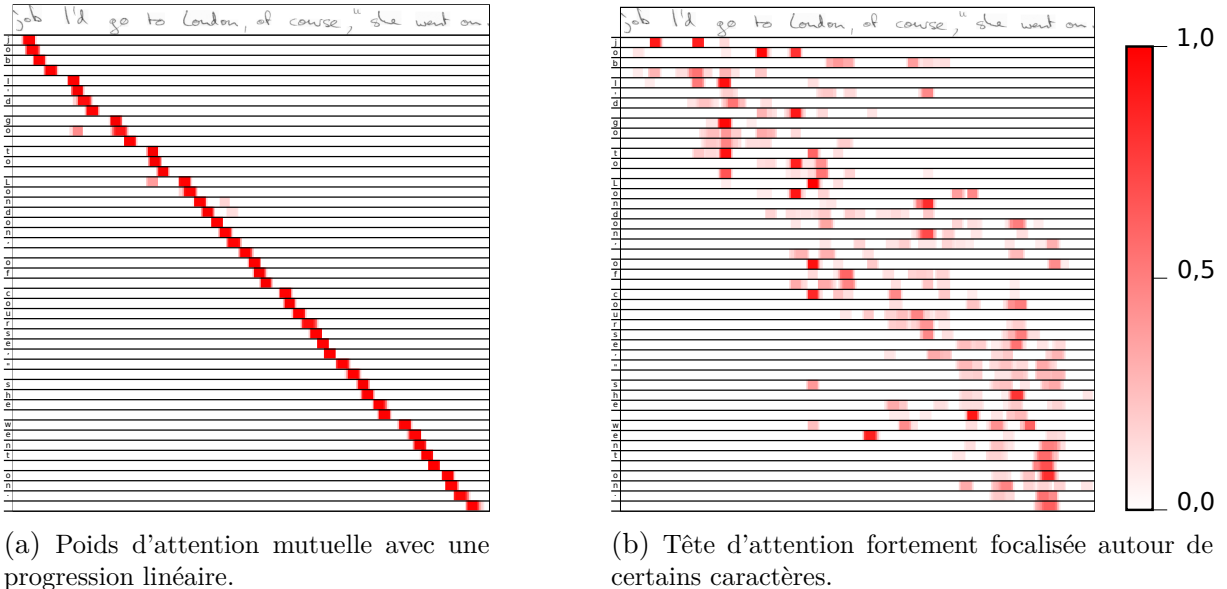 job I'd go to London, of course," she went on.
j o b I ' d g o t o L o n d o n , o f c o u r s e , " s h e w e n t o n .
job I'd go to London, of course," she went on.
j o b I ' d g o t o L o n d o n , o f c o u r s e , " s h e w e n t o n .
1,0
0,5
0,0
(a) Poids d'attention mutuelle avec une
progression linéaire.
(b) Tête d'attention fortement focalisée autour de
certains caractères.